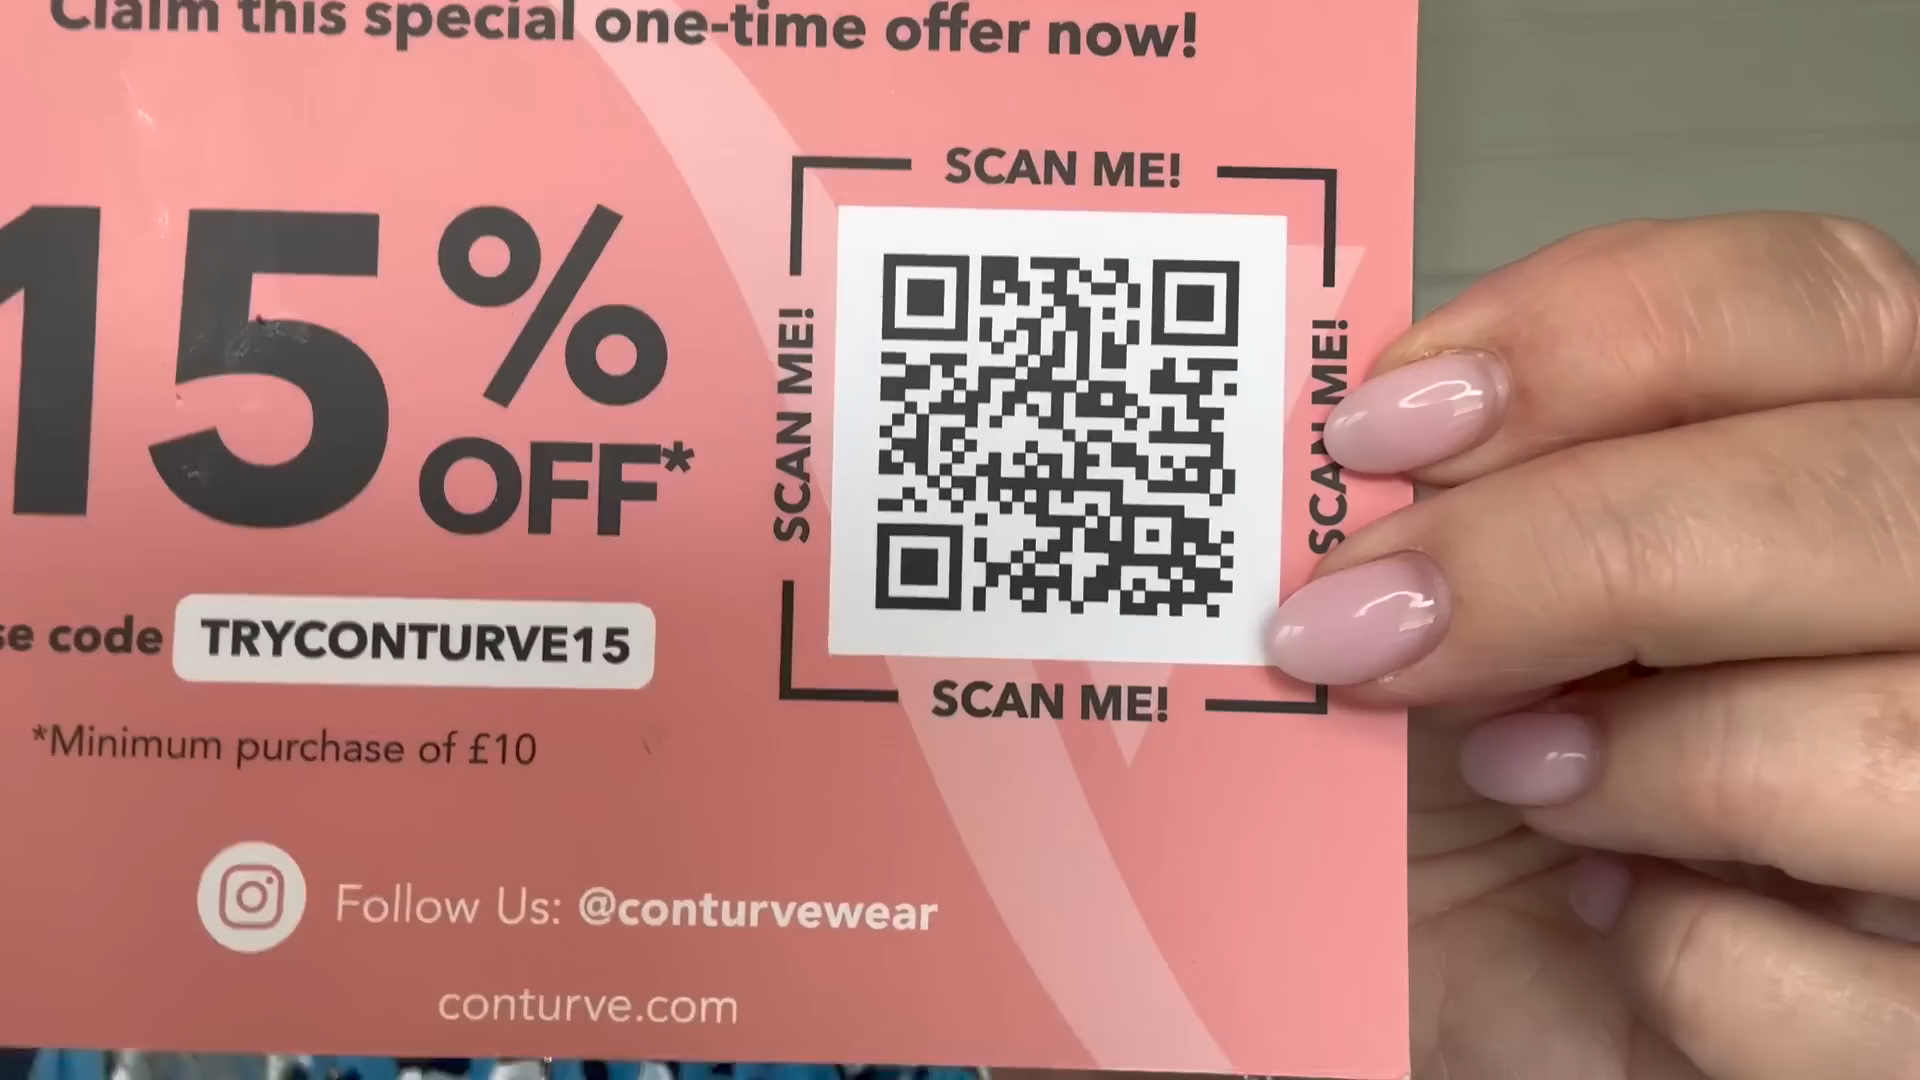 Claim this special one-time offer now!
15% OFF*
se code TRYCONTURVE15
*Minimum purchase of £10
SCAN ME!
SCAN ME!
SCAN ME!
SCAN ME!
Follow Us: @conturvewear
conturve.com